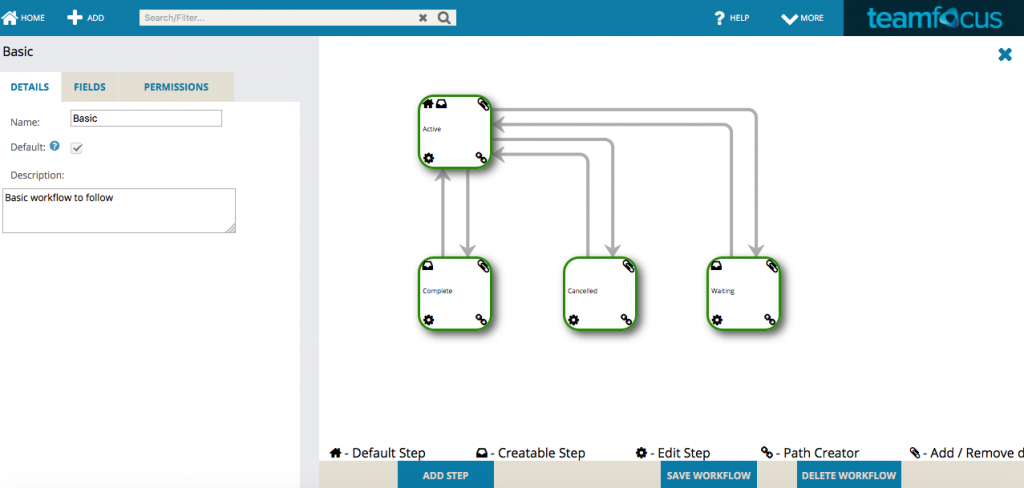 HOME
ADD
Search/Filter...
HELP
MORE
teamfocus
Basic
DETAILS
FIELDS
PERMISSIONS
Name:
Basic
Default:
Description:
Basic workflow to follow
Active
Complete
Cancelled
Waiting
- Default Step
- Creatable Step
- Edit Step
- Path Creator
- Add / Remove d
ADD STEP
SAVE WORKFLOW
DELETE WORKFLOW